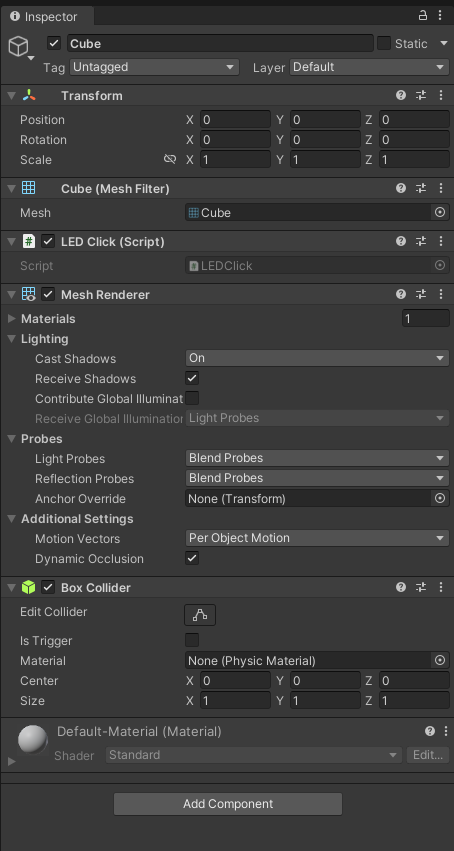 Inspector
Cube Static
Tag Untagged Layer Default
Transform
Position X 0 Y 0 Z 0
Rotation X 0 Y 0 Z 0
Scale X 1 Y 1 Z 1
Cube (Mesh Filter)
Mesh Cube
# LED Click (Script)
Script # LEDClick
Mesh Renderer
Materials 1
Lighting
Cast Shadows On
Receive Shadows
Contribute Global Illuminat
Receive Global Illumination Light Probes
Probes
Light Probes Blend Probes
Reflection Probes Blend Probes
Anchor Override None (Transform)
Additional Settings
Motion Vectors Per Object Motion
Dynamic Occlusion
Box Collider
Edit Collider
Is Trigger
Material None (Physic Material)
Center X 0 Y 0 Z 0
Size X 1 Y 1 Z 1
Default-Material (Material)
Shader Standard Edit...
Add Component